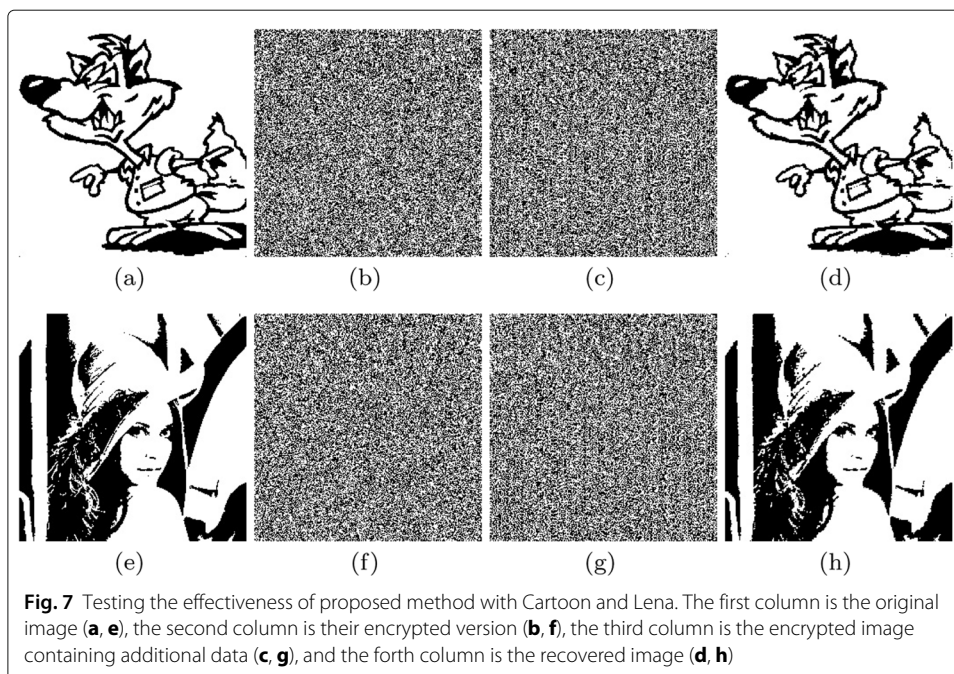 (a) (b) (c) (d)
(e) (f) (g) (h)
Fig. 7 Testing the effectiveness of proposed method with Cartoon and Lena. The first column is the original
image (a, e), the second column is their encrypted version (b, f), the third column is the encrypted image
containing additional data (c, g), and the forth column is the recovered image (d, h)